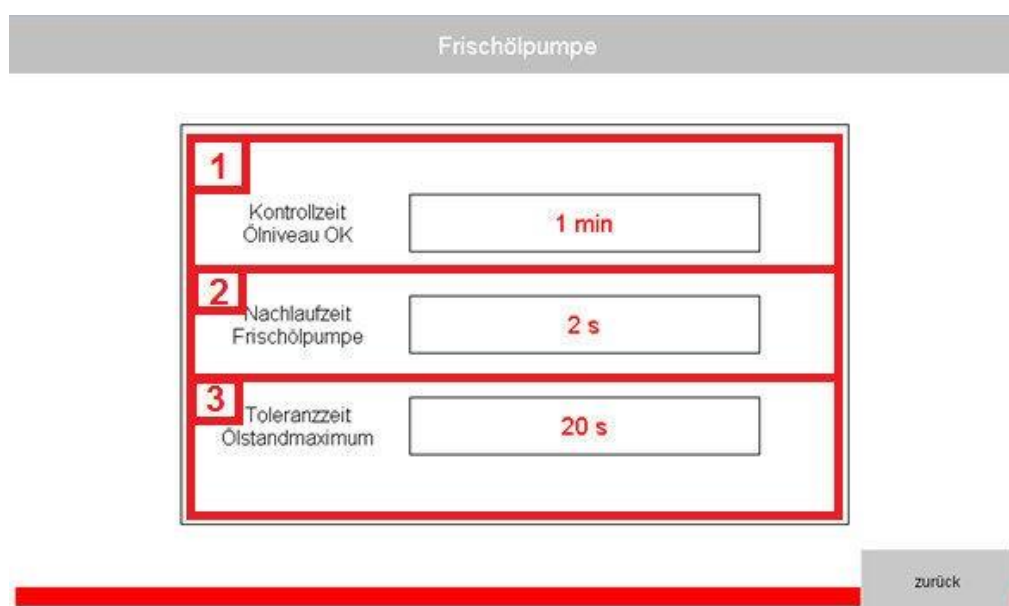 Frischölpumpe
1
Kontrollzeit
Ölniveau OK
1 min
2
Nachlaufzeit
Frischölpumpe
2 s
3
Toleranzzeit
Ölstandmaximum
20 s
zurück